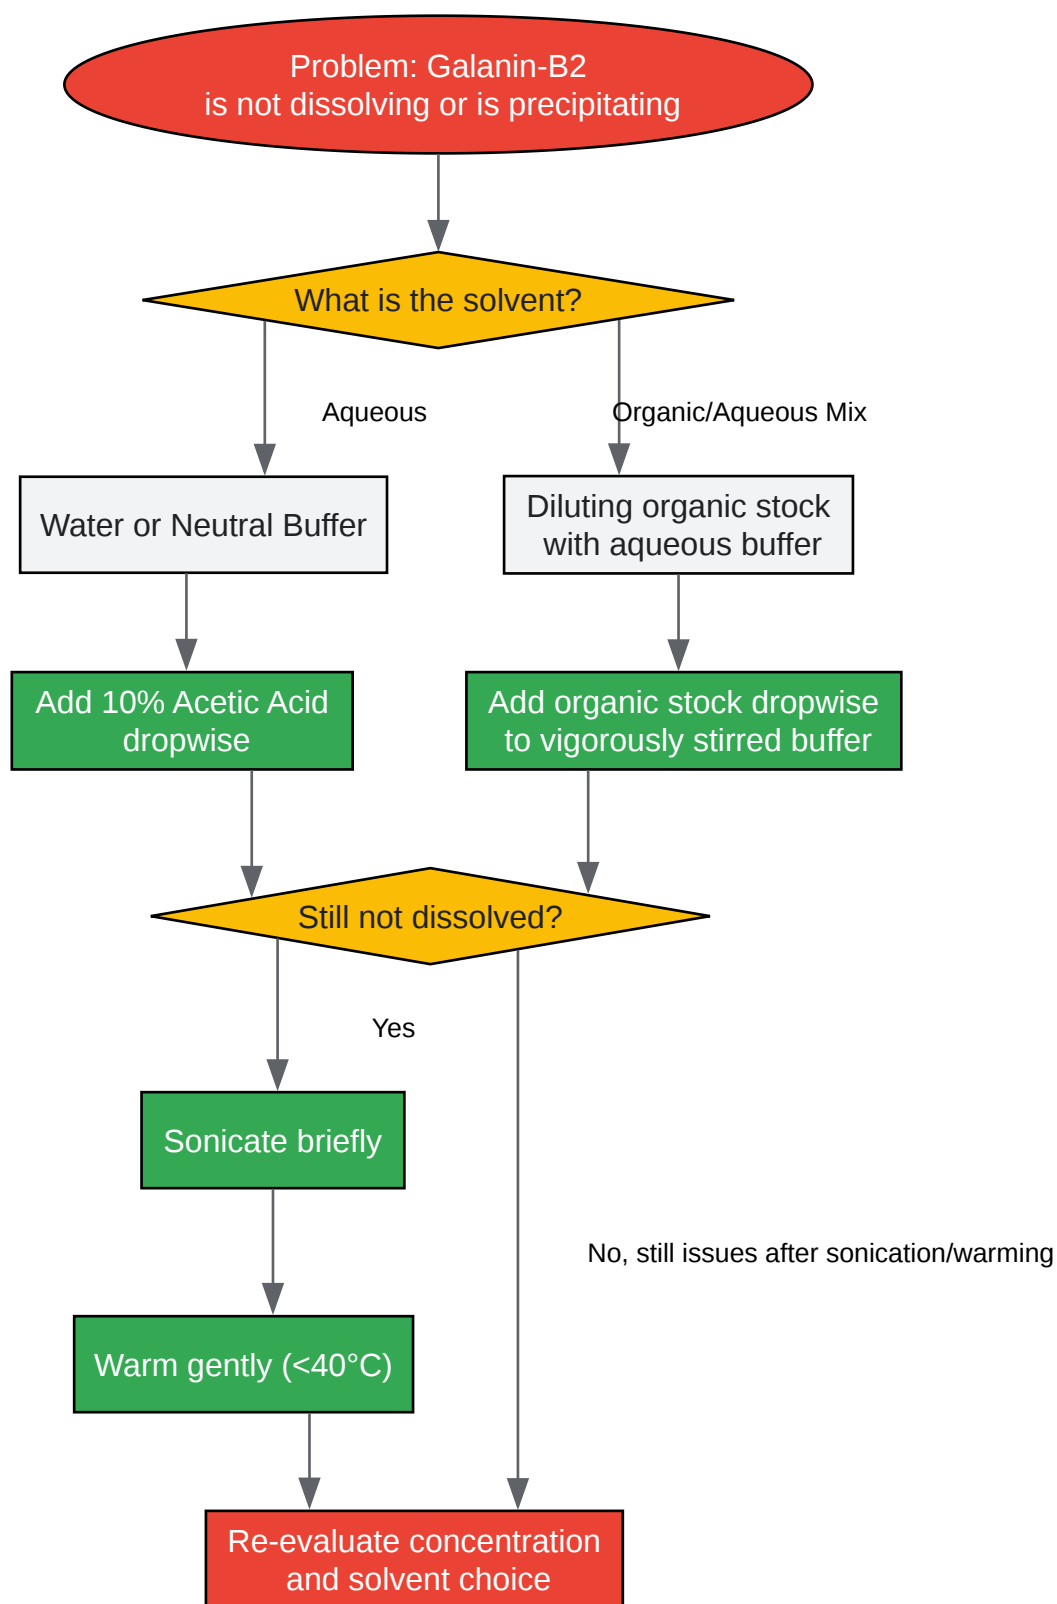 Problem: Galanin-B2
is not dissolving or is precipitating
What is the solvent?
Aqueous
Organic/Aqueous Mix
Water or Neutral Buffer
Diluting organic stock
with aqueous buffer
Add 10% Acetic Acid
dropwise
Add organic stock dropwise
to vigorously stirred buffer
Still not dissolved?
Yes
Sonicate briefly
No, still issues after sonication/warming
Warm gently (<40°C)
Re-evaluate concentration
and solvent choice